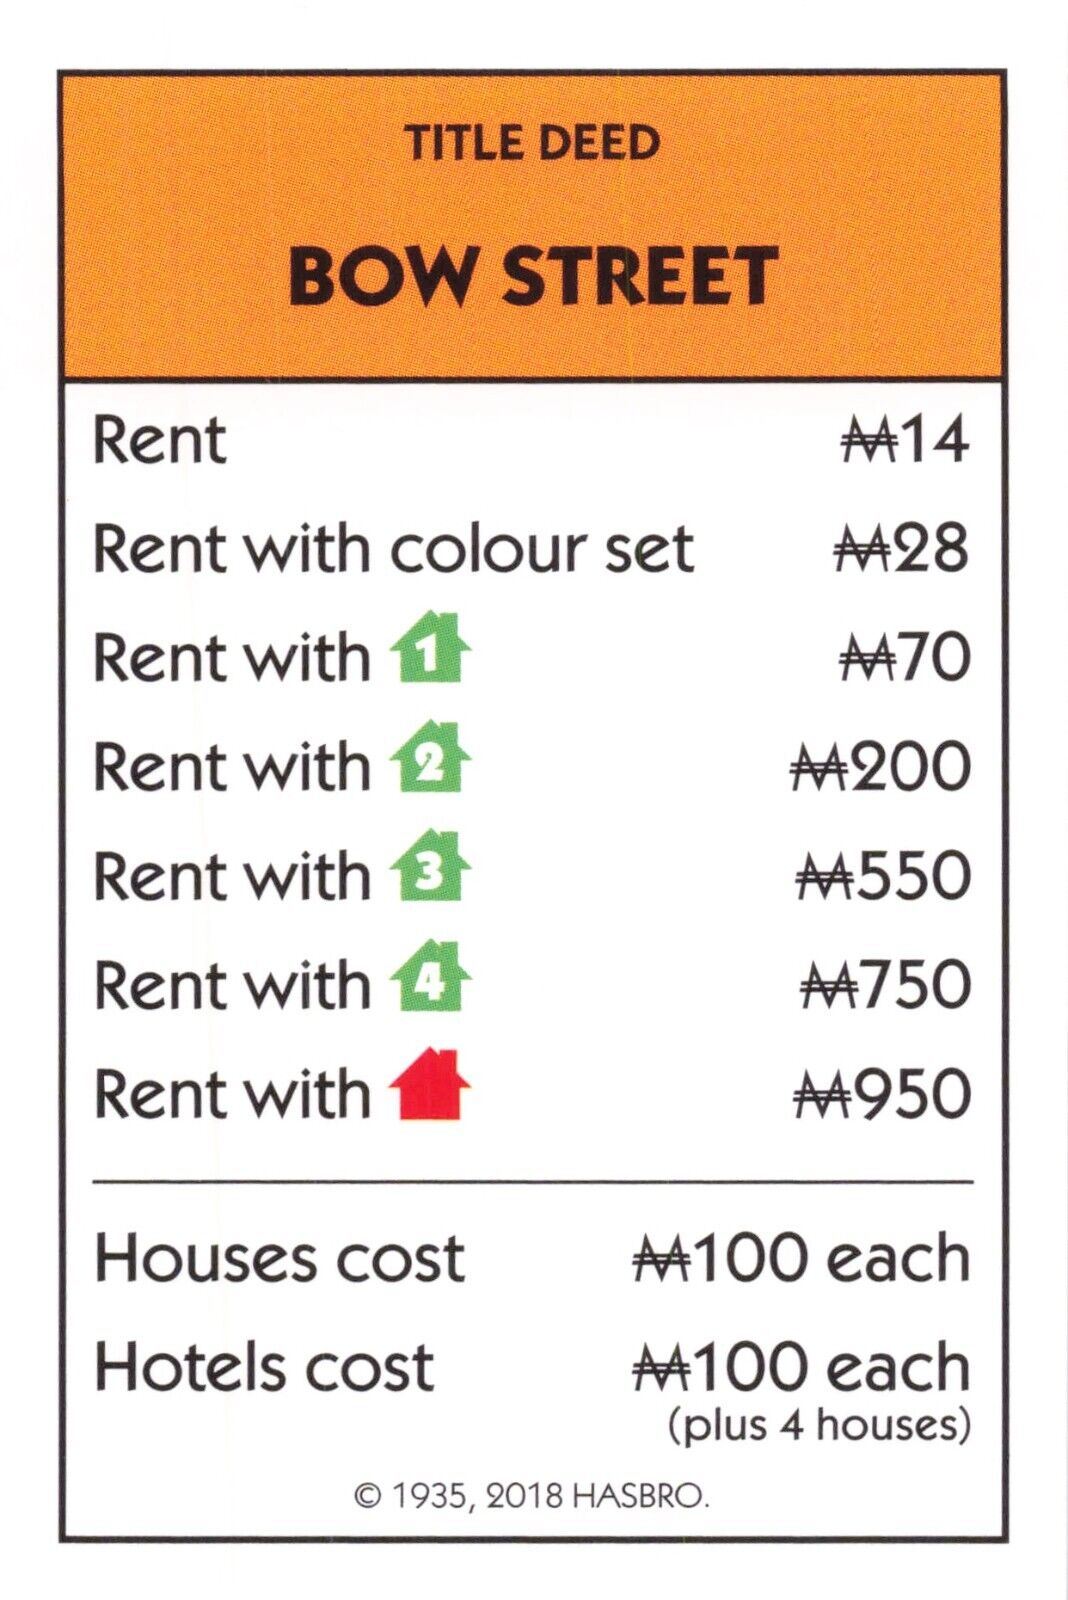 TITLE DEED
BOW STREET
Rent ₩14
Rent with colour set ₩28
Rent with 1 ₩70
Rent with 2 ₩200
Rent with 3 ₩550
Rent with 4 ₩750
Rent with ₩950
Houses cost ₩100 each
Hotels cost ₩100 each
(plus 4 houses)
© 1935, 2018 HASBRO.